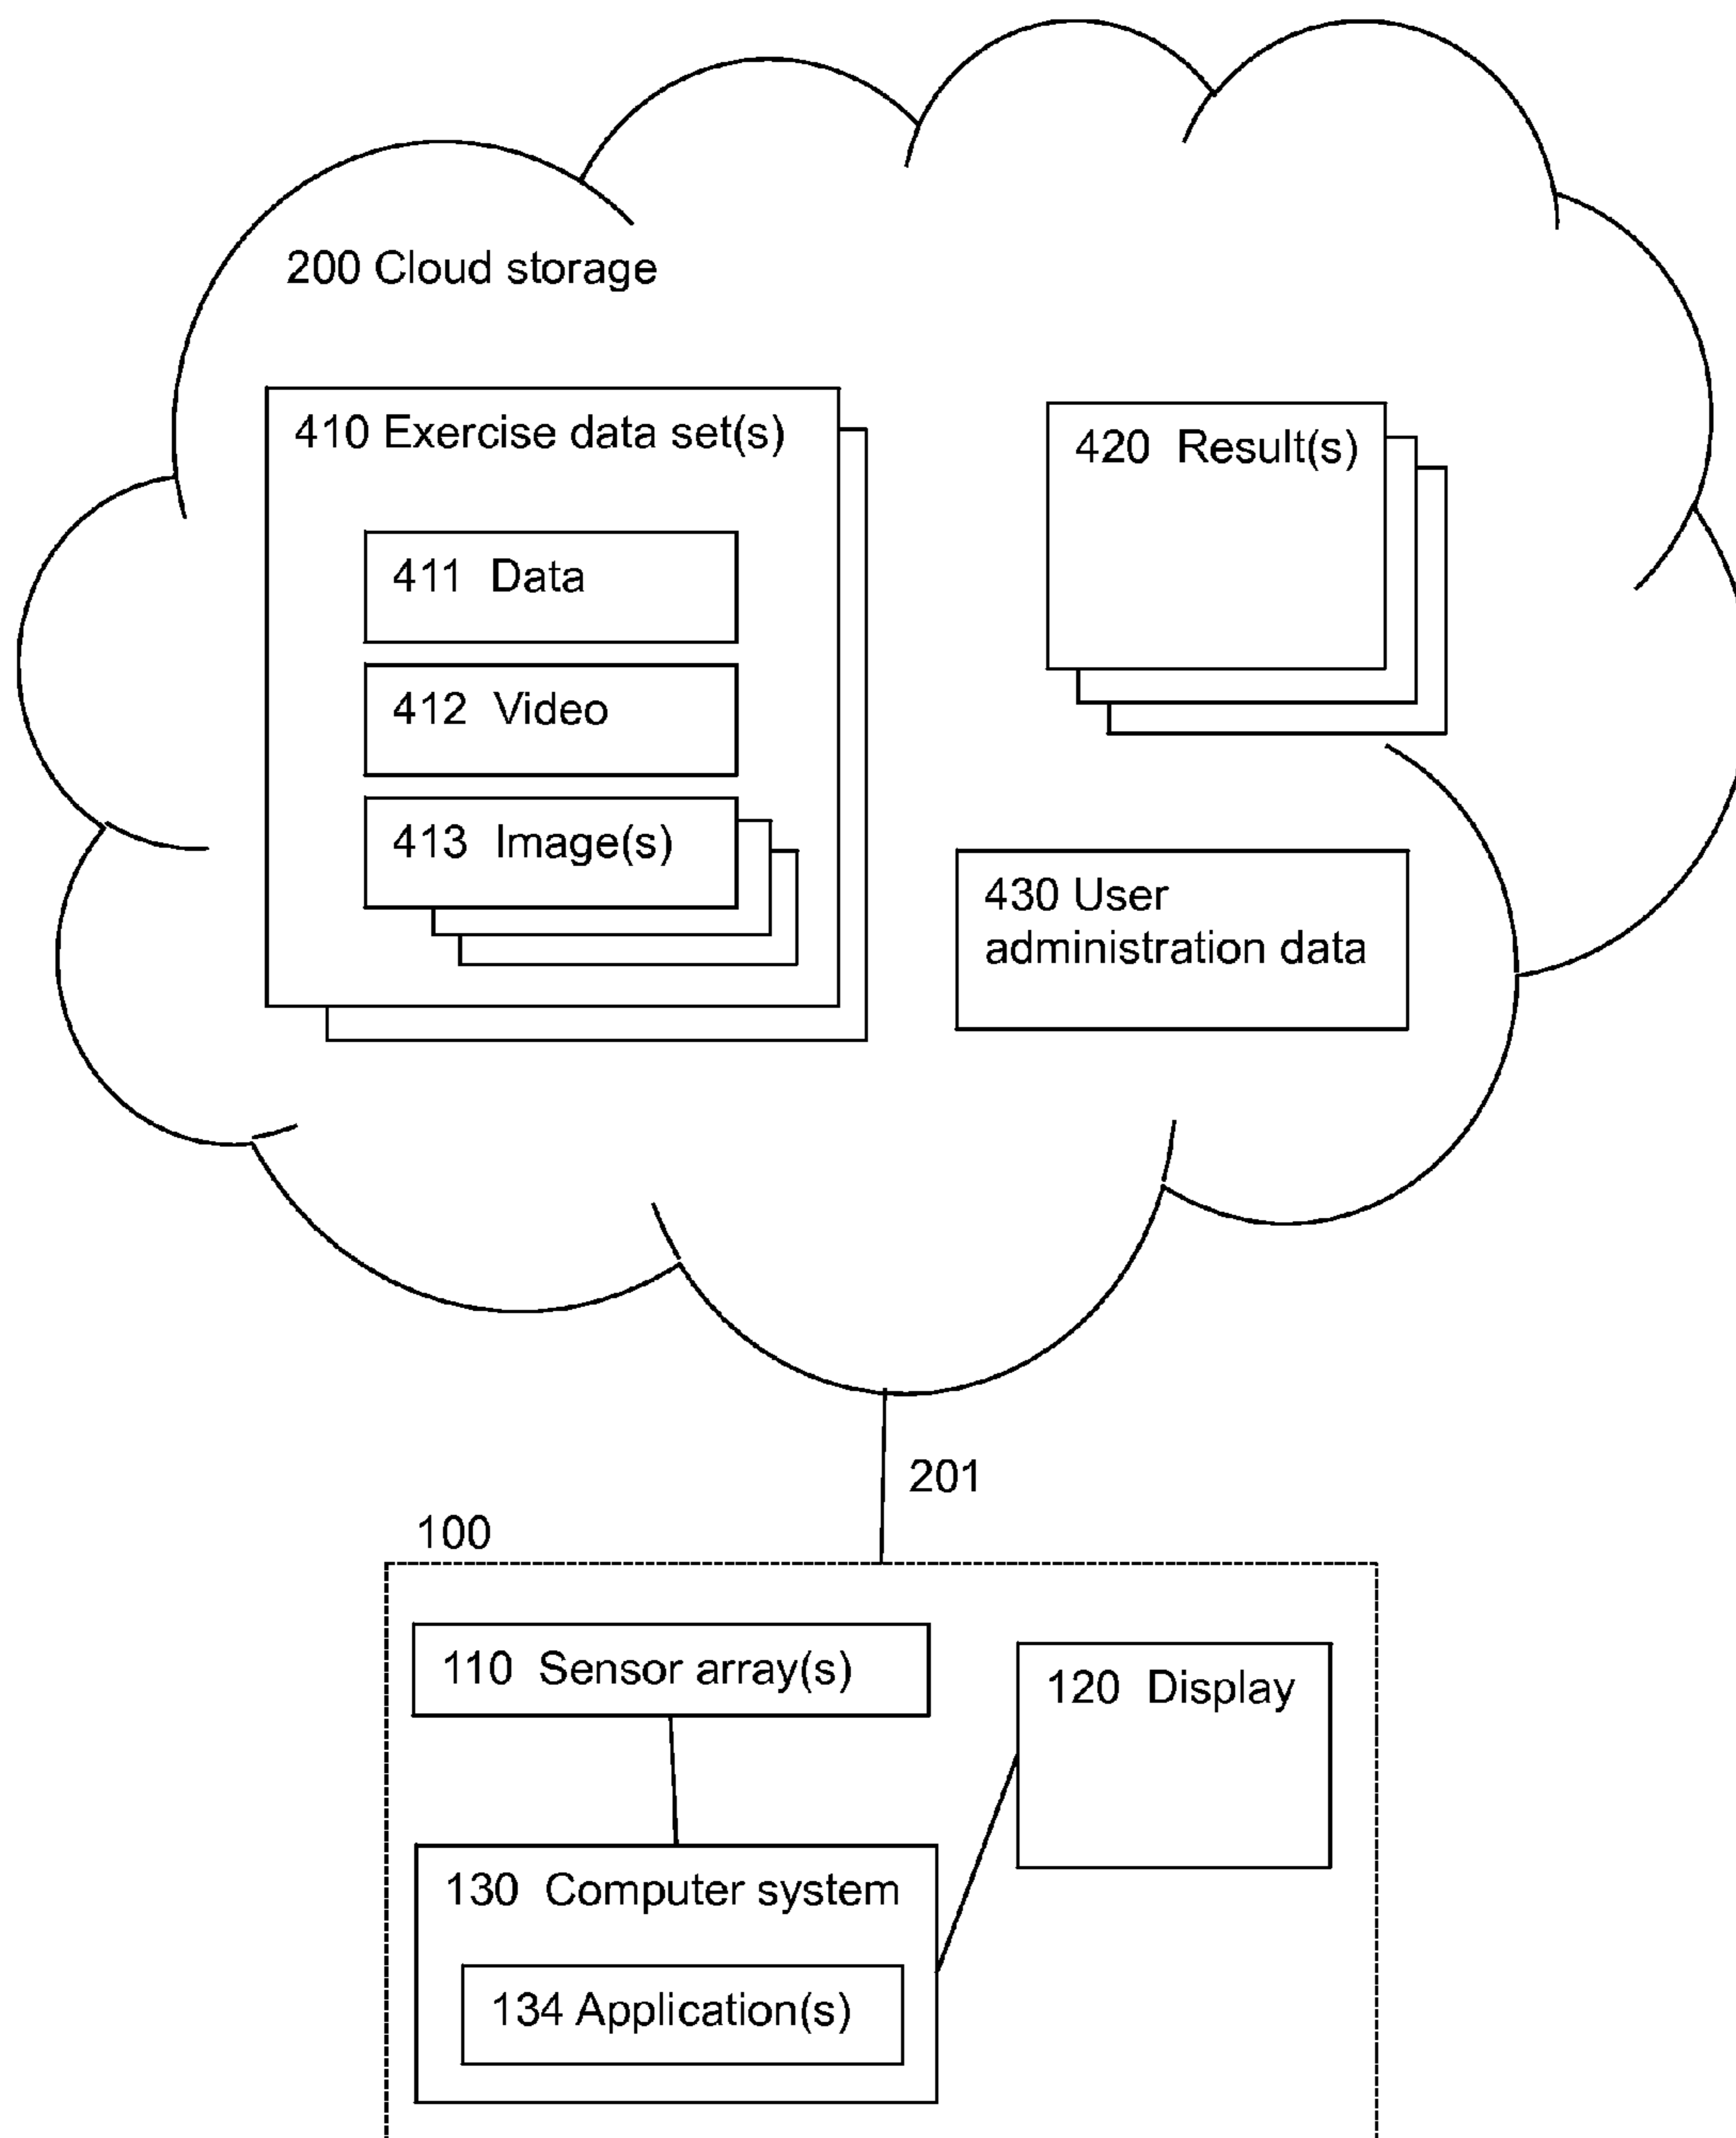 200 Cloud storage
410 Exercise data set(s)
411 Data
412 Video
413 Image(s)
420 Result(s)
430 User
administration data
201
100
110 Sensor array(s)
120 Display
130 Computer system
134 Application(s)